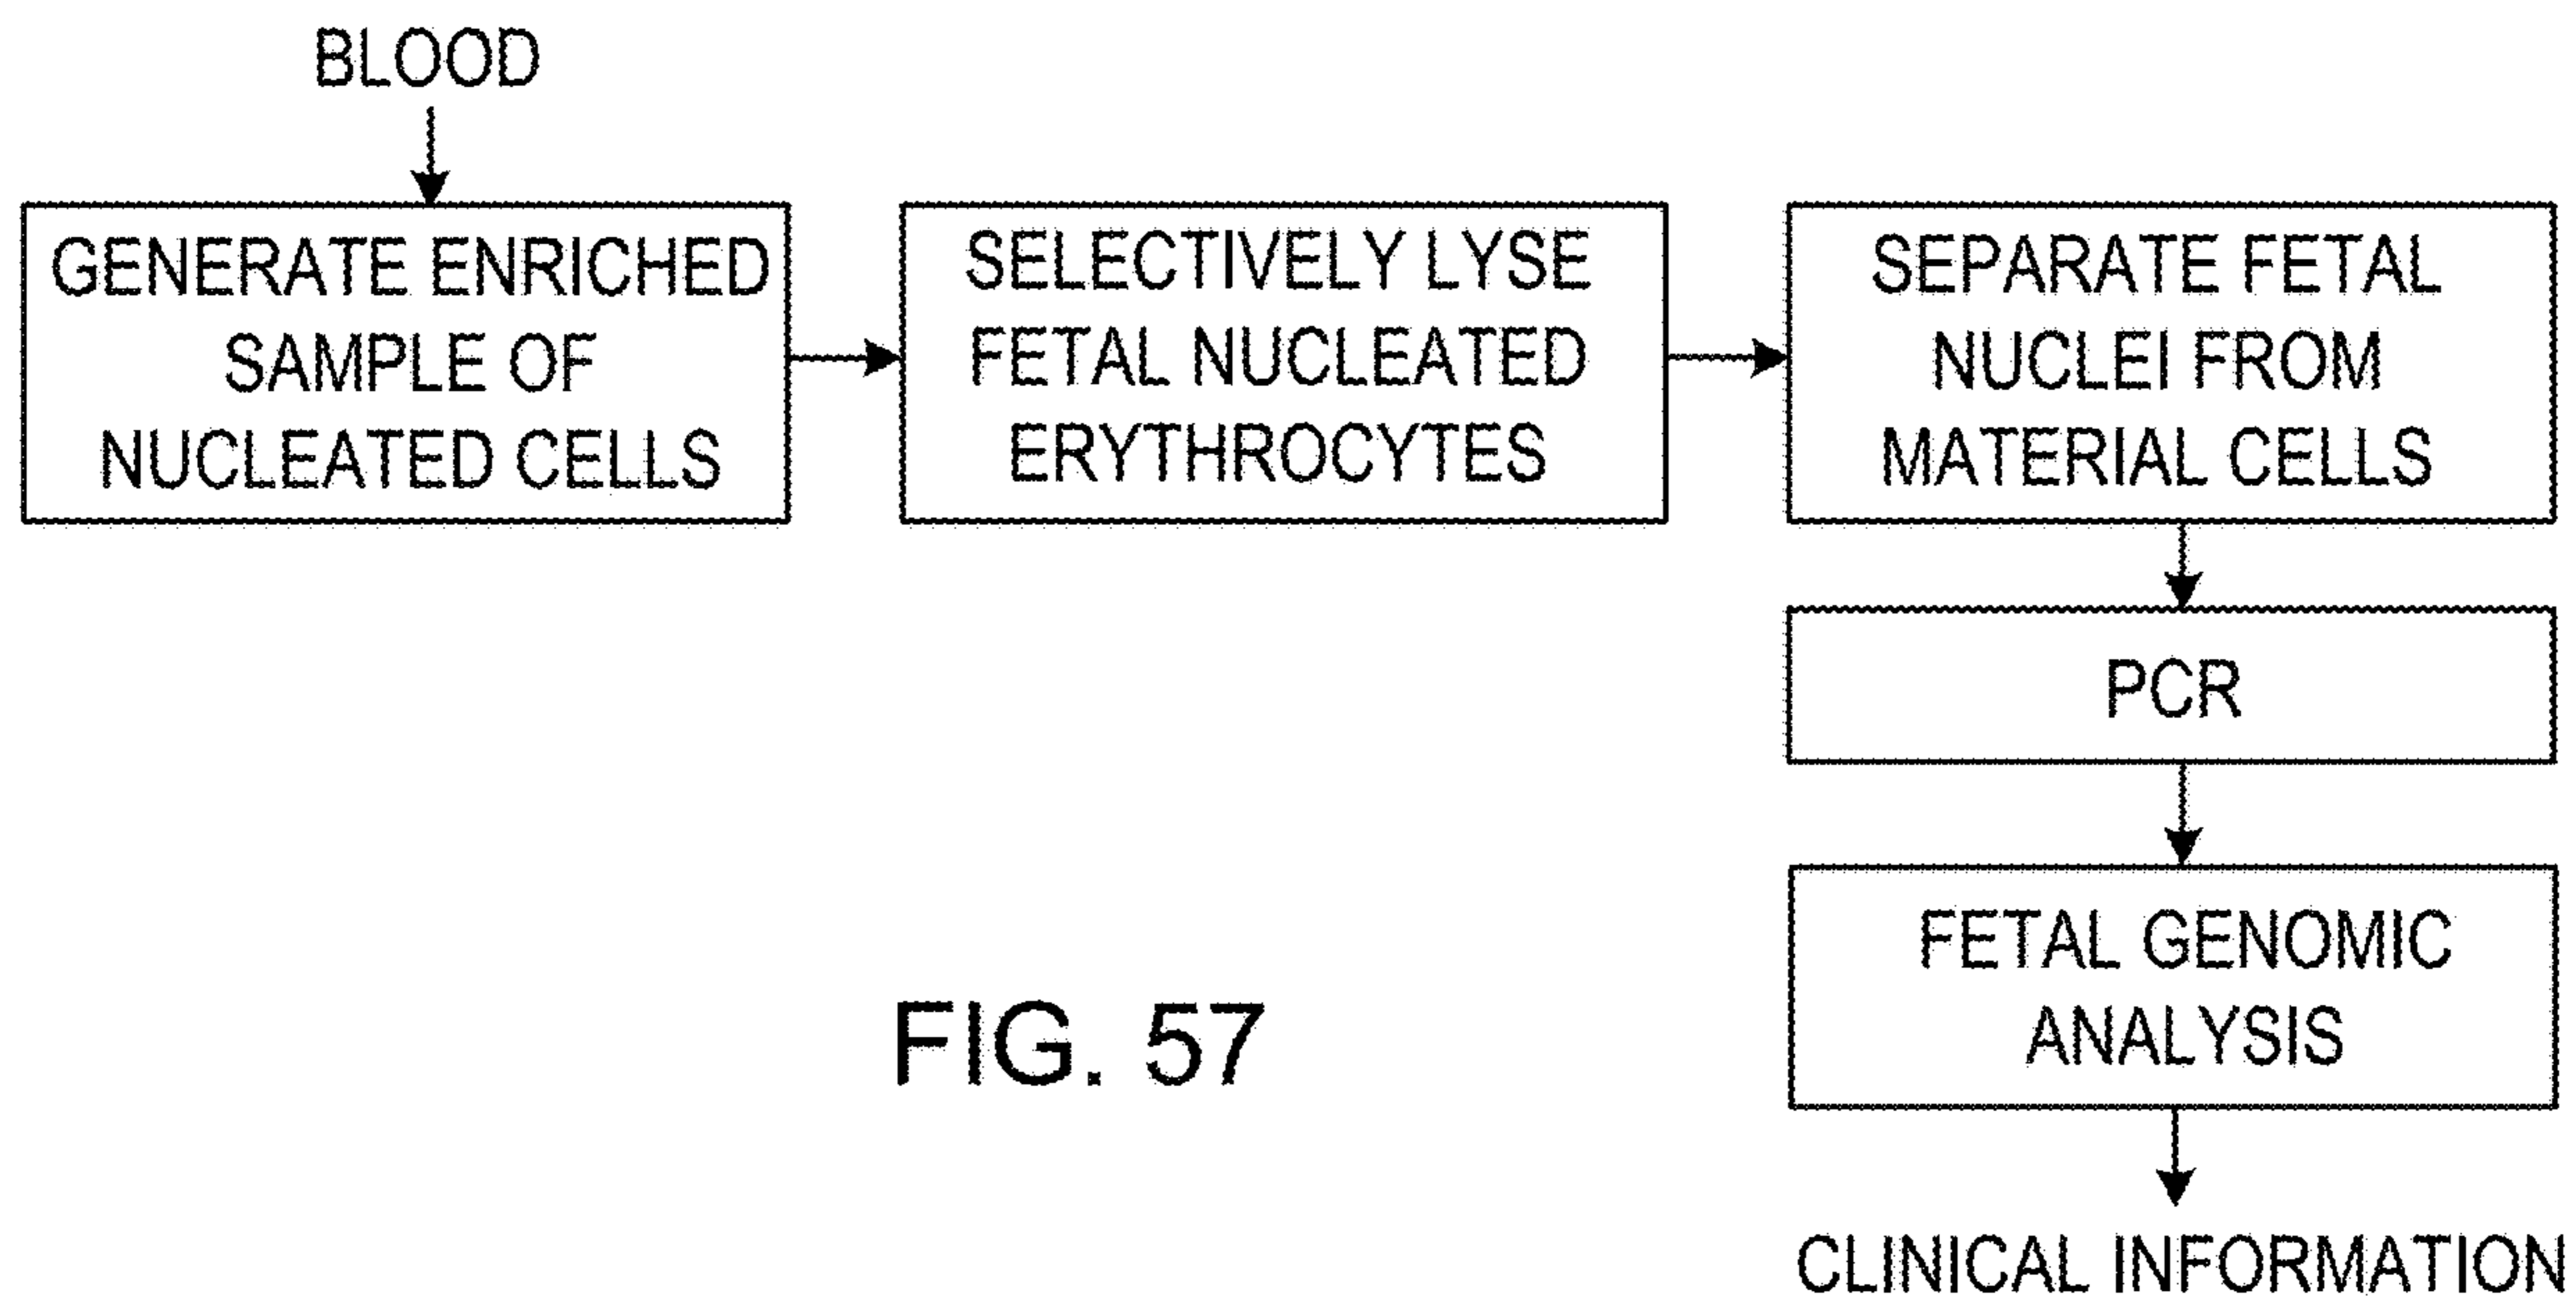 BLOOD
GENERATE ENRICHED
SAMPLE OF
NUCLEATED CELLS
SELECTIVELY LYSE
FETAL NUCLEATED
ERYTHROCYTES
SEPARATE FETAL
NUCLEI FROM
MATERIAL CELLS
PCR
FETAL GENOMIC
ANALYSIS
CLINICAL INFORMATION
FIG. 57